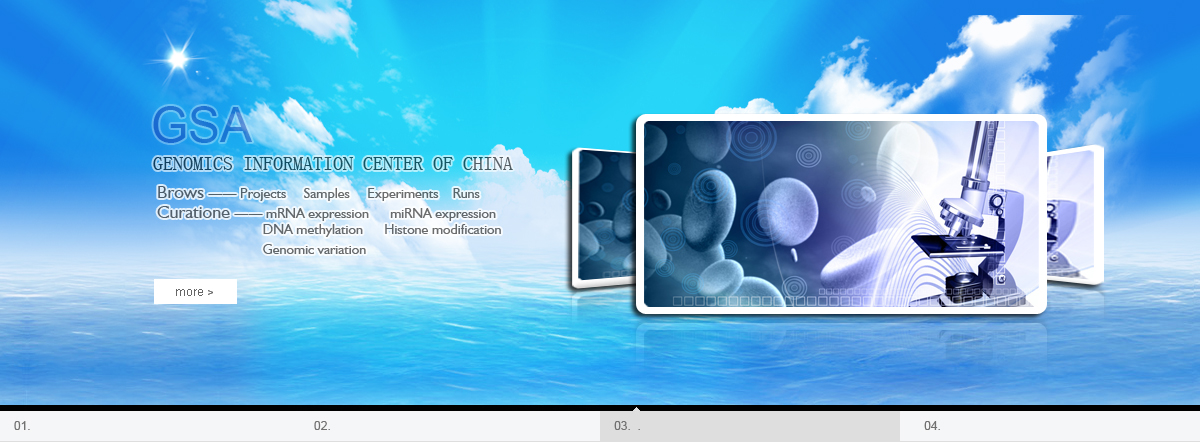 GSA
GENOMICS INFORMATION CENTER OF CHINA
Brows —— Projects Samples Experiments Runs
Curatione —— mRNA expression miRNA expression
DNA methylation Histone modification
Genomic variation
more >
01. 02. 03. . 04.